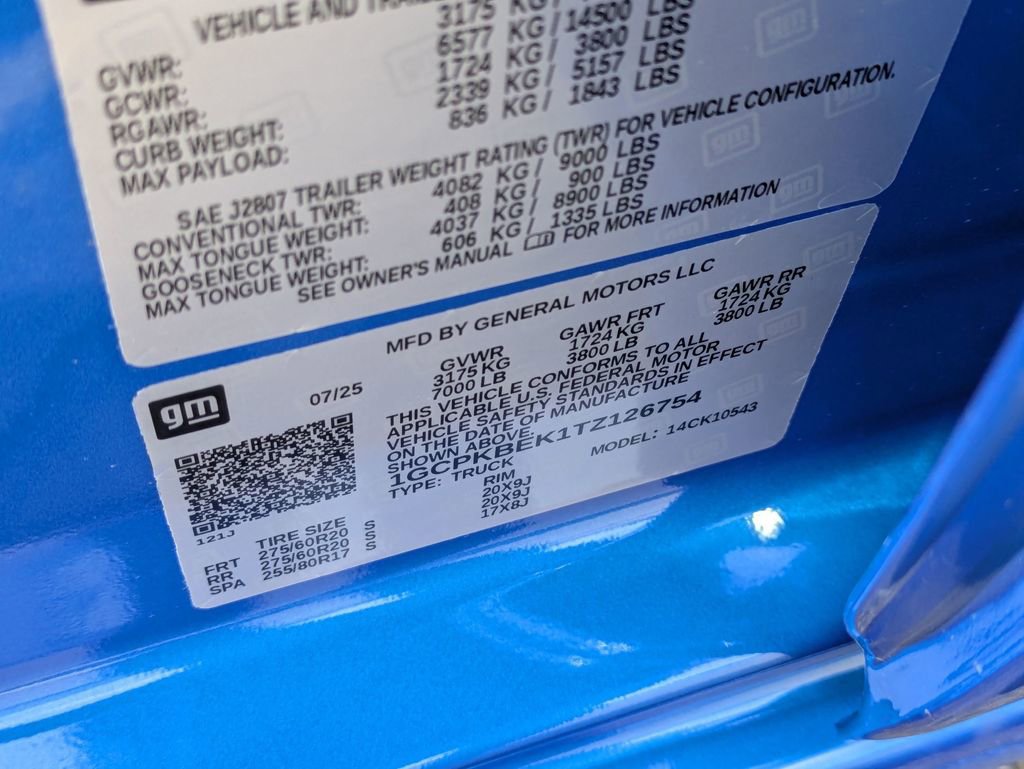 VEHICLE AND
GVWR: 3175 KG /
GCWR: 6577 KG / 14500 LBS
RGAWR: 1724 KG / 3800 LBS
CURB WEIGHT: 2339 KG / 5157 LBS
MAX PAYLOAD: 836 KG / 1843 LBS
SAE J2807 TRAILER WEIGHT RATING (TWR) FOR VEHICLE CONFIGURATION.
CONVENTIONAL TWR: 4082 KG / 9000 LBS
MAX TONGUE WEIGHT: 408 KG / 900 LBS
GOOSENECK TWR: 4037 KG / 8900 LBS
MAX TONGUE WEIGHT: 606 KG / 1335 LBS
SEE OWNER'S MANUAL FOR MORE INFORMATION
MFD BY GENERAL MOTORS LLC
gm 07/25
GVWR GAWR FRT GAWR RR
3175 KG 1724 KG 1724 KG
7000 LB 3800 LB 3800 LB
THIS VEHICLE CONFORMS TO ALL
APPLICABLE U.S. FEDERAL MOTOR
VEHICLE SAFETY STANDARDS IN EFFECT
ON THE DATE OF MANUFACTURE
SHOWN ABOVE.
1GCPKBEK1TZ126754
TYPE: TRUCK MODEL: 14CK10543
121J
TIRE SIZE RIM
FRT 275/60R20 S 20X9J
RR 275/60R20 S 20X9J
SPA 255/80R17 S 17X8J